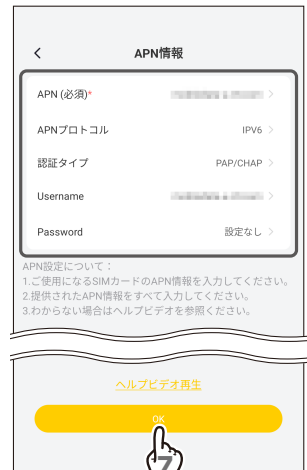 APN情報
APN (必須)*
APNプロトコル IPV6
認証タイプ PAP/CHAP
Username
Password 設定なし
APN設定について：
1.ご使用になるSIMカードのAPN情報を入力してください。
2.提供されたAPN情報をすべて入力してください。
3.わからない場合はヘルプビデオを参照ください。
ヘルプビデオ再生
OK
7